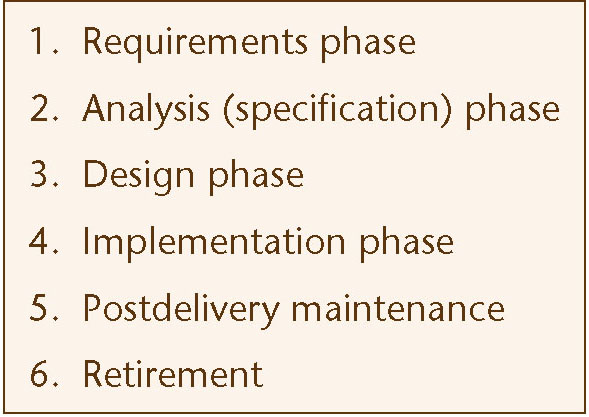 1. Requirements phase
2. Analysis (specification) phase
3. Design phase
4. Implementation phase
5. Postdelivery maintenance
6. Retirement